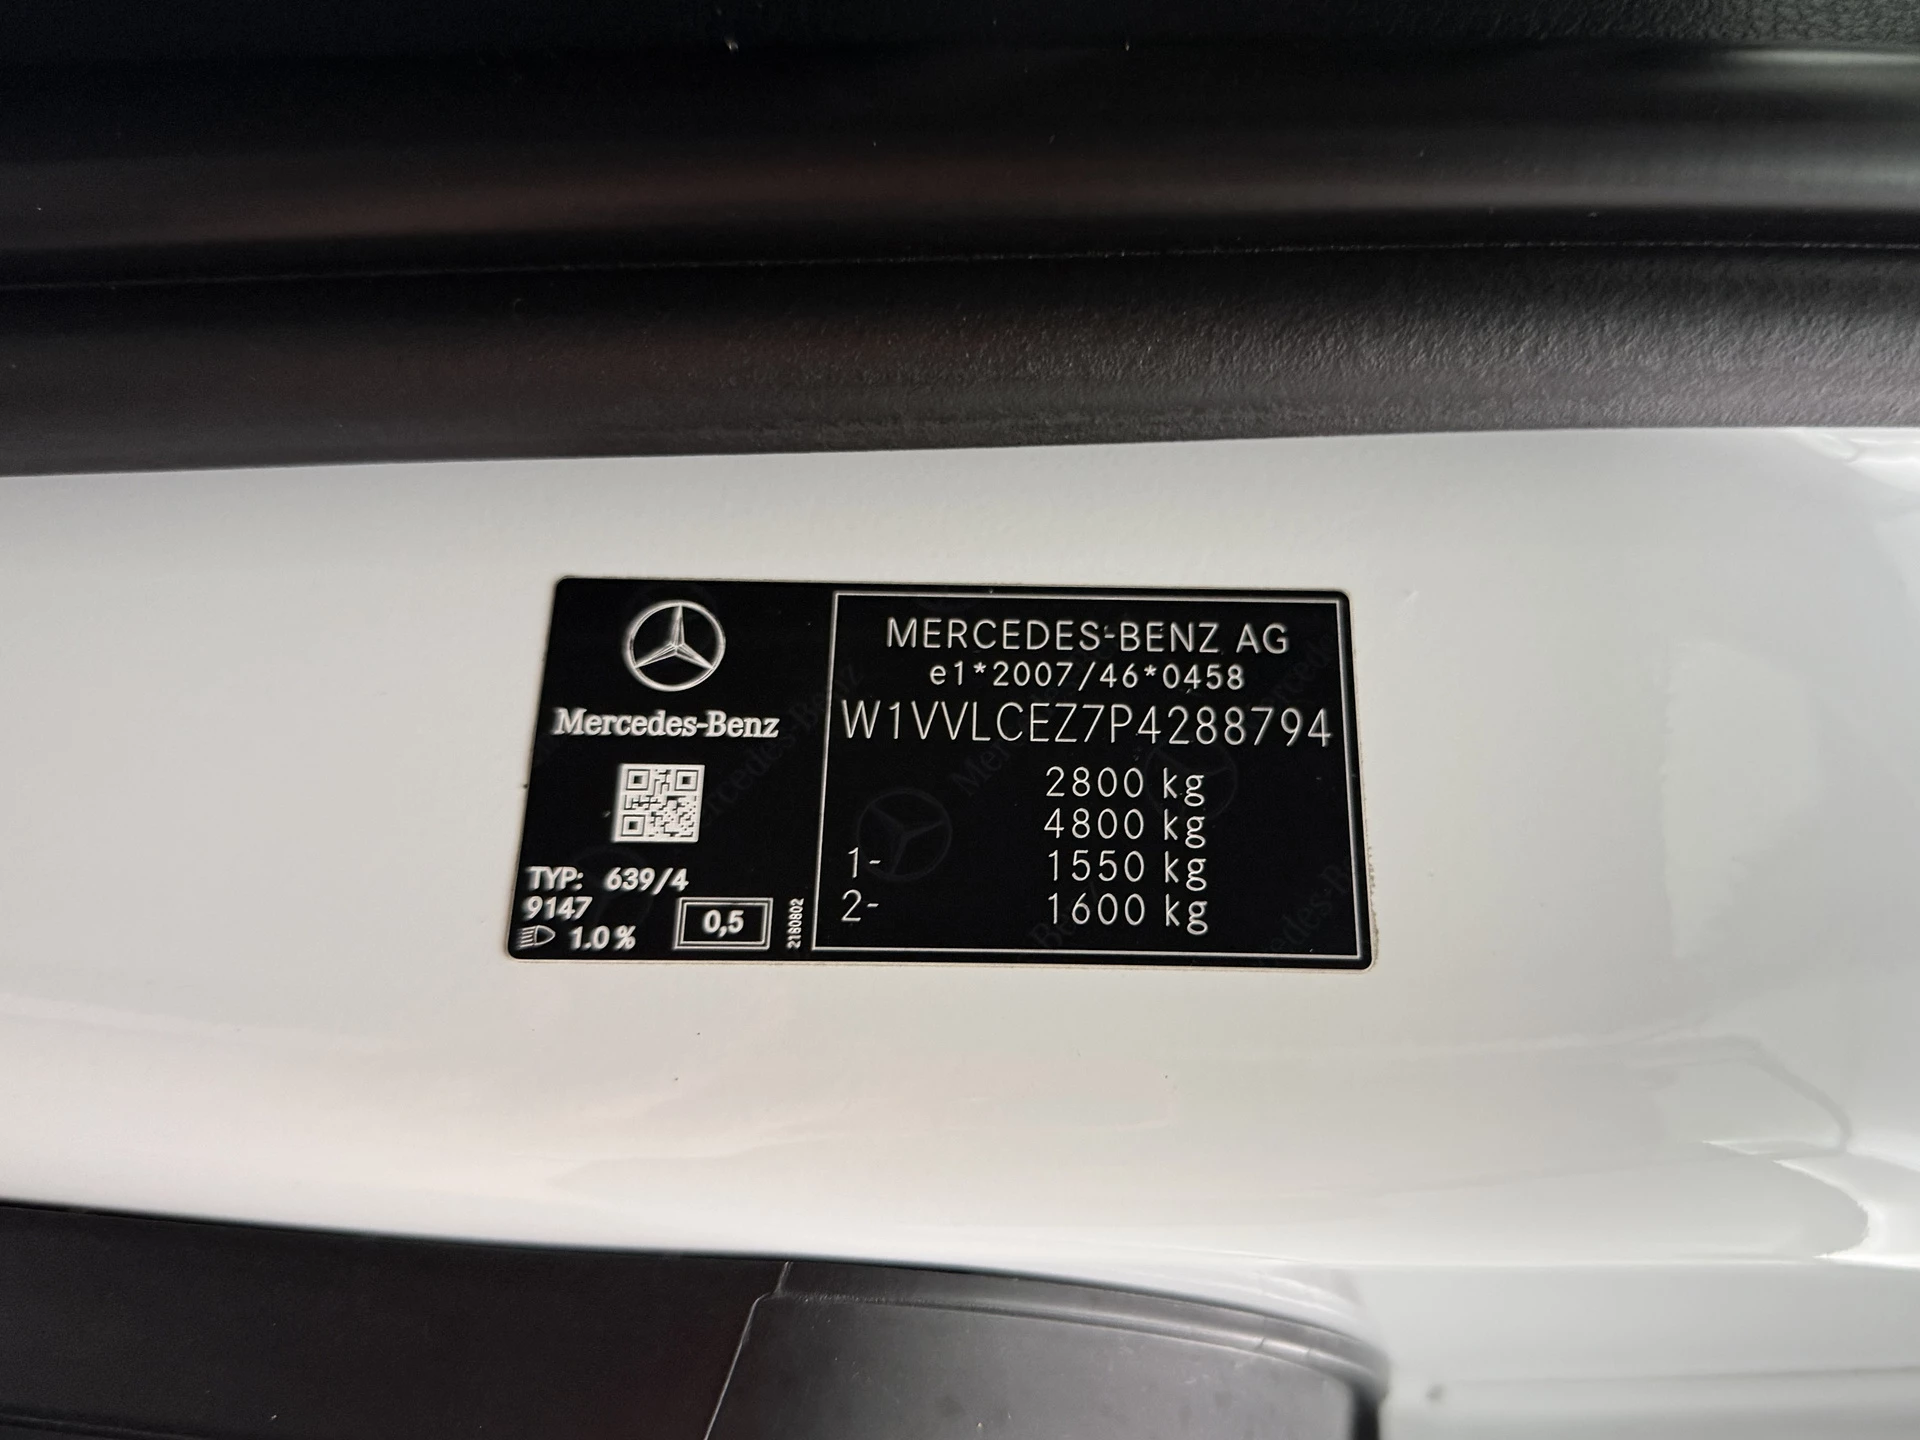 Mercedes-Benz
TYP: 639/4
9147
1.0 %
0,5
2180802
MERCEDES-BENZ AG
e1*2007/46*0458
W1VVLCEZ7P4288794
2800 kg
4800 kg
1- 1550 kg
2- 1600 kg